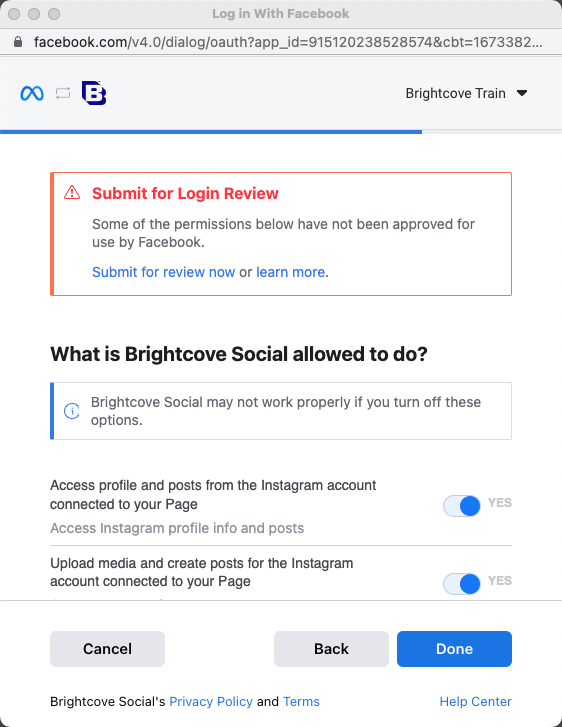 Log in With Facebook
facebook.com/v4.0/dialog/oauth?app_id=915120238528574&cbt=1673382...
B
Brightcove Train
Submit for Login Review
Some of the permissions below have not been approved for
use by Facebook.
Submit for review now or learn more.
What is Brightcove Social allowed to do?
Brightcove Social may not work properly if you turn off these
options.
Access profile and posts from the Instagram account
connected to your Page
YES
Access Instagram profile info and posts
Upload media and create posts for the Instagram
account connected to your Page
YES
Cancel
Back
Done
Brightcove Social's Privacy Policy and Terms
Help Center